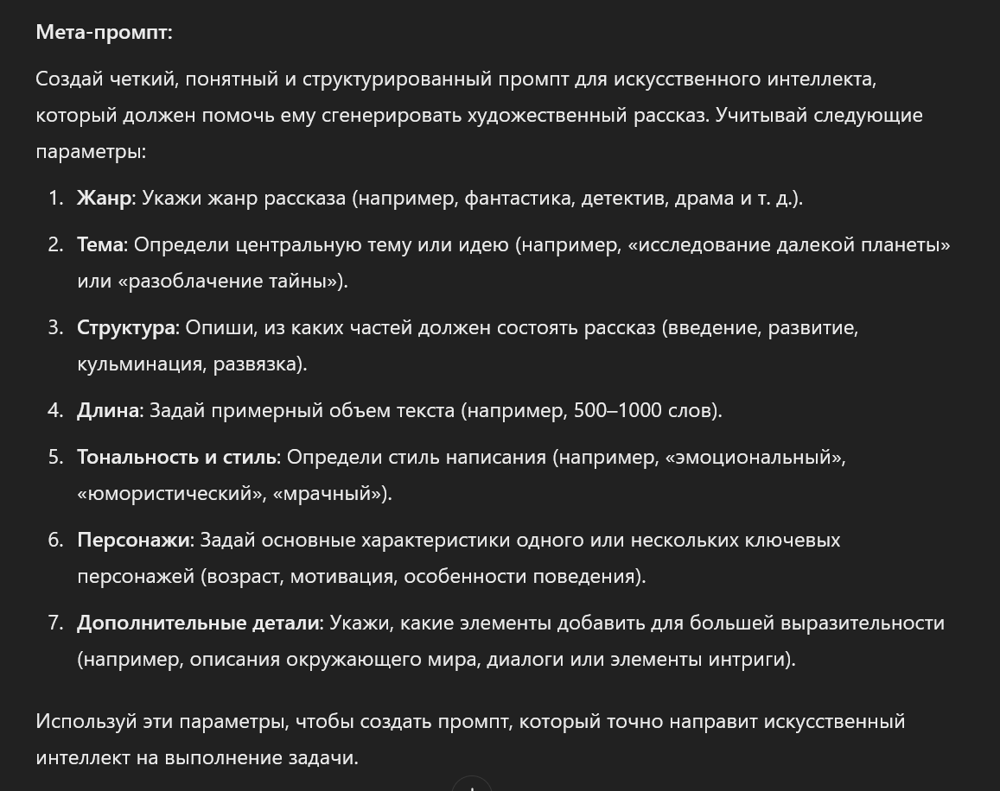 Мета-промпт:
Создай четкий, понятный и структурированный промпт для искусственного интеллекта,
который должен помочь ему сгенерировать художественный рассказ. Учитывай следующие
параметры:
1. Жанр: Укажи жанр рассказа (например, фантастика, детектив, драма и т. д.).
2. Тема: Определи центральную тему или идею (например, «исследование далекой планеты»
или «разоблачение тайны»).
3. Структура: Опиши, из каких частей должен состоять рассказ (введение, развитие,
кульминация, развязка).
4. Длина: Задай примерный объем текста (например, 500–1000 слов).
5. Тональность и стиль: Определи стиль написания (например, «эмоциональный»,
«юмористический», «мрачный»).
6. Персонажи: Задай основные характеристики одного или нескольких ключевых
персонажей (возраст, мотивация, особенности поведения).
7. Дополнительные детали: Укажи, какие элементы добавить для большей выразительности
(например, описания окружающего мира, диалоги или элементы интриги).
Используй эти параметры, чтобы создать промпт, который точно направит искусственный
интеллект на выполнение задачи.